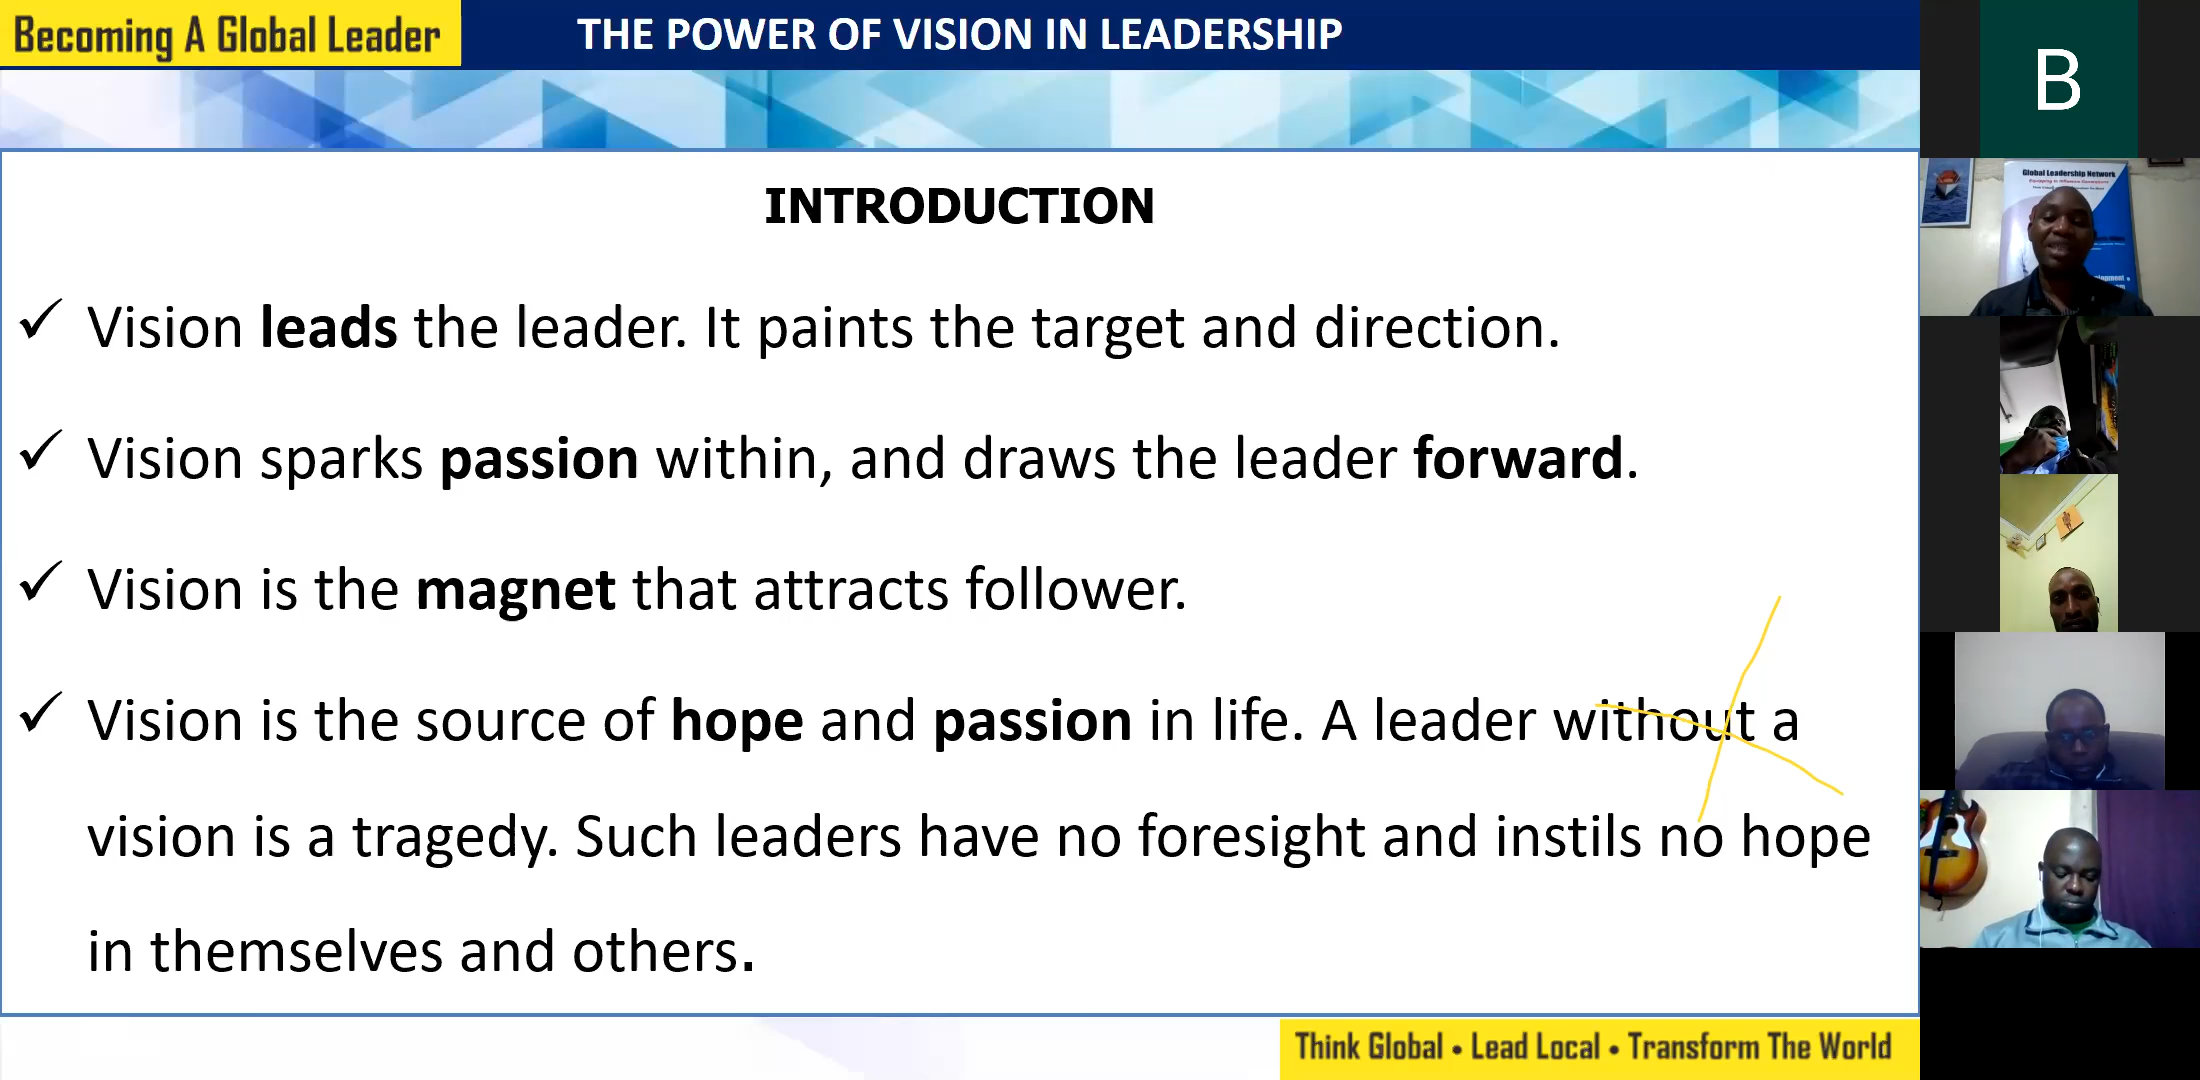 Becoming A Global Leader
THE POWER OF VISION IN LEADERSHIP
B
Global Leadership Network
INTRODUCTION
✓ Vision leads the leader. It paints the target and direction.
✓ Vision sparks passion within, and draws the leader forward.
✓ Vision is the magnet that attracts follower.
✓ Vision is the source of hope and passion in life. A leader without a
vision is a tragedy. Such leaders have no foresight and instils no hope
in themselves and others.
Think Global • Lead Local • Transform The World